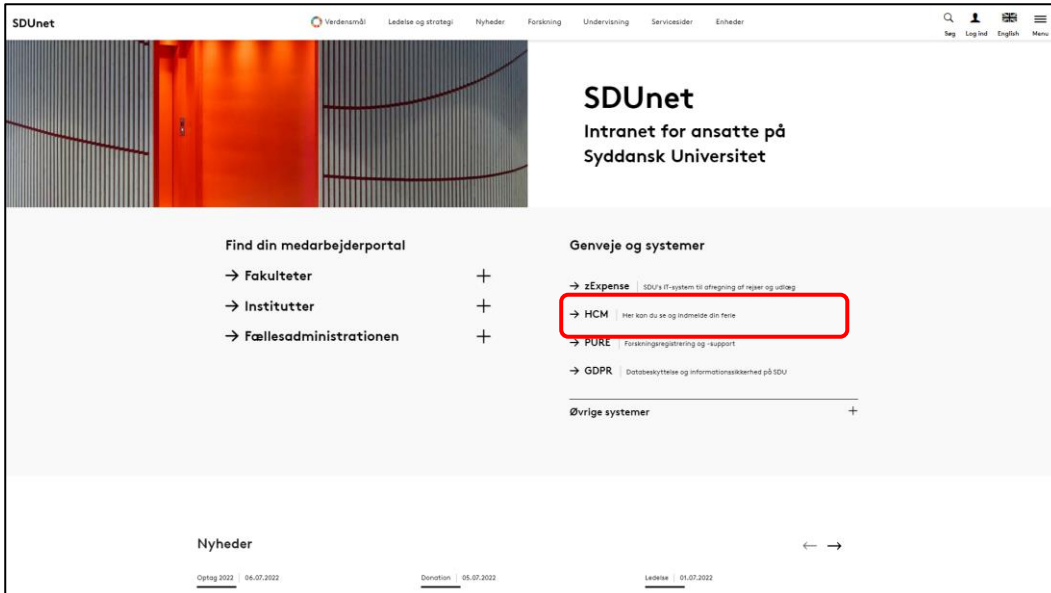 SDUnet
Verdensmål Ledelse og strategi Nyheder Forskning Undervisning Servicesider Enheder
Søg Log ind English Menu
SDUnet
Intranet for ansatte på
Syddansk Universitet
Find din medarbejderportal
→ Fakulteter +
→ Institutter +
→ Fællesadministrationen +
Genveje og systemer
→ zExpense | SDU's IT-system til afregning af rejser og udlæg
→ HCM | Her kan du se og indmelde din ferie
→ PURE | Forskningsregistrering og -support
→ GDPR | Databeskyttelse og informationssikkerhed på SDU
Øvrige systemer +
Nyheder ← →
Optag 2022 | 06.07.2022
Donation | 05.07.2022
Ledelse | 01.07.2022